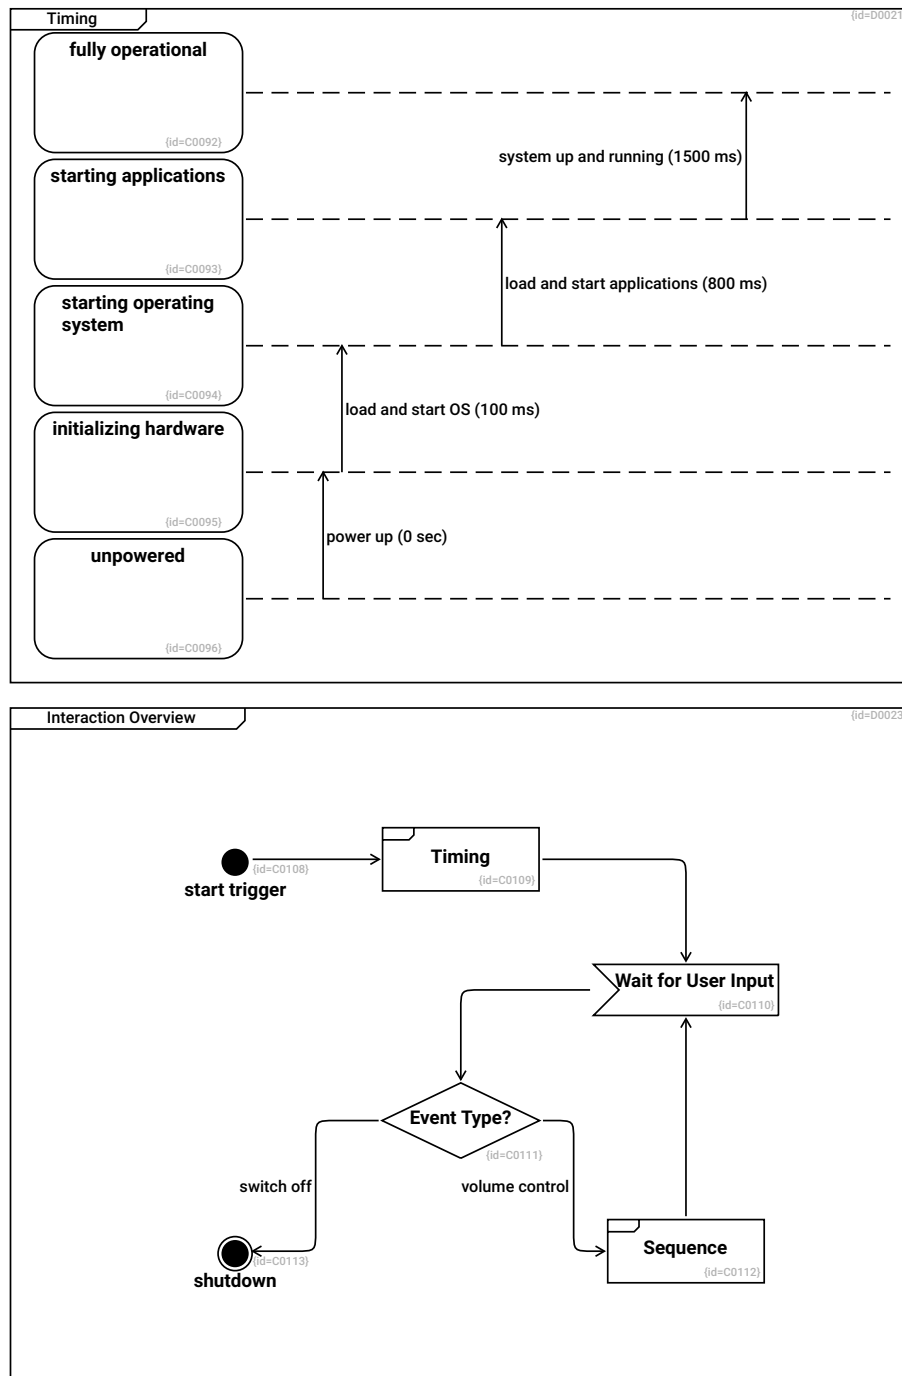 Timing
{id=D0021
fully operational
{id=C0092}
system up and running (1500 ms)
starting applications
{id=C0093}
load and start applications (800 ms)
starting operating
system
{id=C0094}
load and start OS (100 ms)
initializing hardware
{id=C0095}
power up (0 sec)
unpowered
{id=C0096}
Interaction Overview
{id=D0023
{id=C0108}
start trigger
Timing
{id=C0109}
Wait for User Input
{id=C0110}
Event Type?
{id=C0111}
switch off
volume control
{id=C0113}
shutdown
Sequence
{id=C0112}